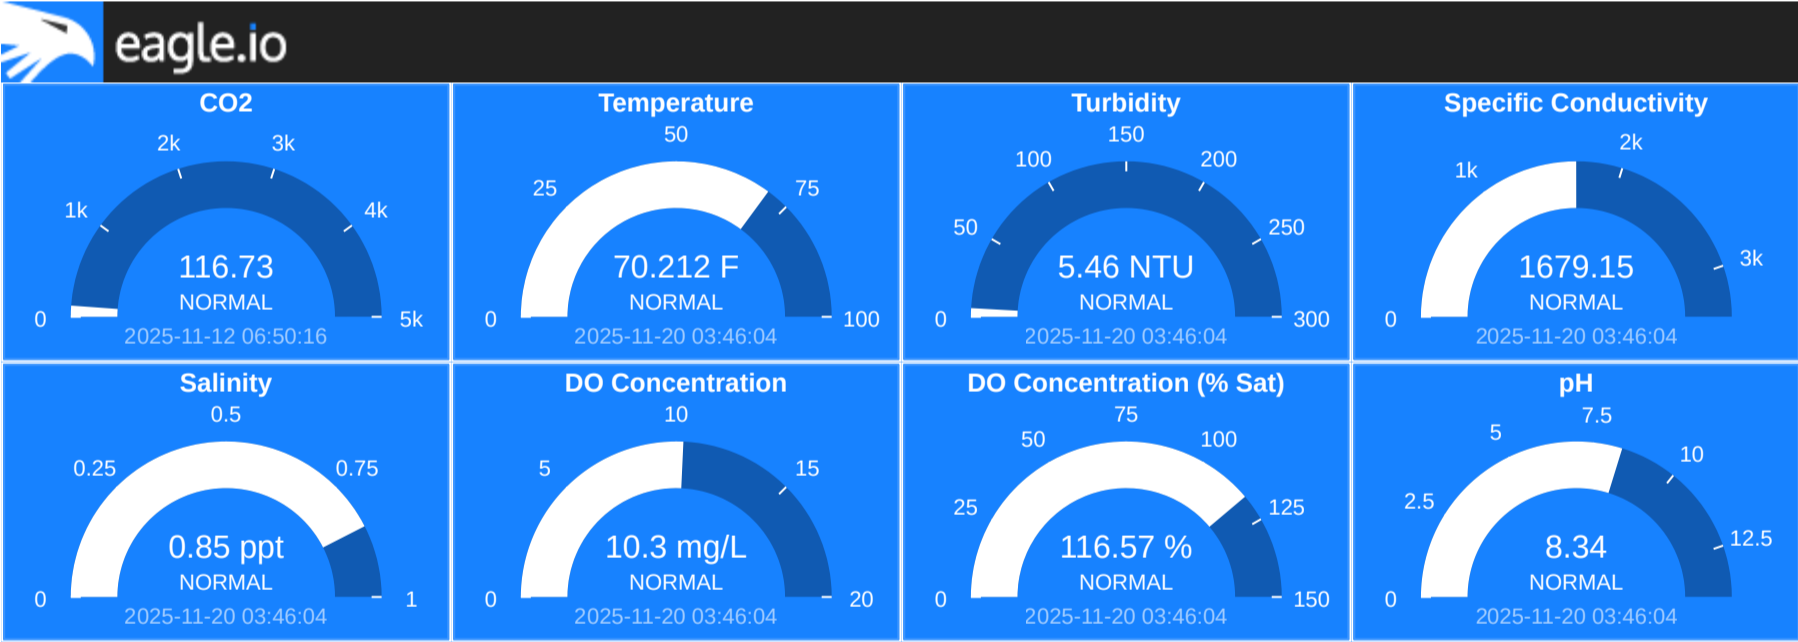 eagle.io
CO2
2k
3k
1k
4k
116.73
NORMAL
0
5k
2025-11-12 06:50:16
Temperature
50
25
75
70.212 F
NORMAL
0
100
2025-11-20 03:46:04
Turbidity
150
100
200
50
250
5.46 NTU
NORMAL
0
300
2025-11-20 03:46:04
Specific Conductivity
2k
1k
3k
1679.15
NORMAL
0
2025-11-20 03:46:04
Salinity
0.5
0.25
0.75
0.85 ppt
NORMAL
0
1
2025-11-20 03:46:04
DO Concentration
10
5
15
10.3 mg/L
NORMAL
0
20
2025-11-20 03:46:04
DO Concentration (% Sat)
75
50
100
25
125
116.57 %
NORMAL
0
150
2025-11-20 03:46:04
pH
7.5
5
10
2.5
12.5
8.34
NORMAL
0
2025-11-20 03:46:04